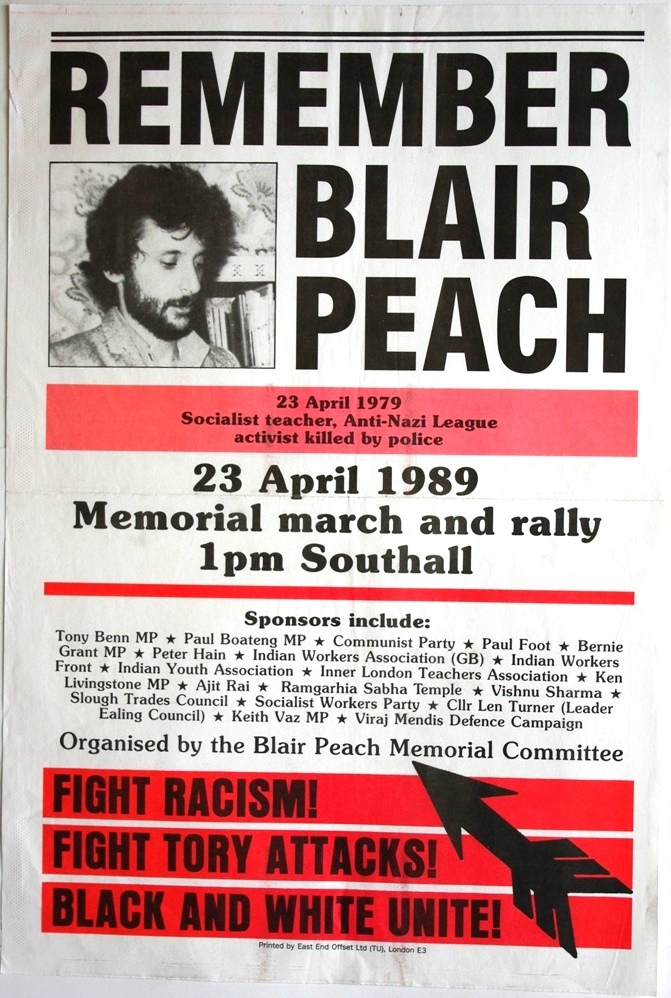 REMEMBER
BLAIR
PEACH
23 April 1979
Socialist teacher, Anti-Nazi League
activist killed by police
23 April 1989
Memorial march and rally
1pm Southall
Sponsors include:
Tony Benn MP ★ Paul Boateng MP ★ Communist Party ★ Paul Foot ★ Bernie
Grant MP ★ Peter Hain ★ Indian Workers Association (GB) ★ Indian Workers
Front ★ Indian Youth Association ★ Inner London Teachers Association ★ Ken
Livingstone MP ★ Ajit Rai ★ Ramgarhia Sabha Temple ★ Vishnu Sharma ★
Slough Trades Council ★ Socialist Workers Party ★ Cllr Len Turner (Leader
Ealing Council) ★ Keith Vaz MP ★ Viraj Mendis Defence Campaign
Organised by the Blair Peach Memorial Committee
FIGHT RACISM!
FIGHT TORY ATTACKS!
BLACK AND WHITE UNITE!
Printed by East End Offset Ltd (TU), London E3